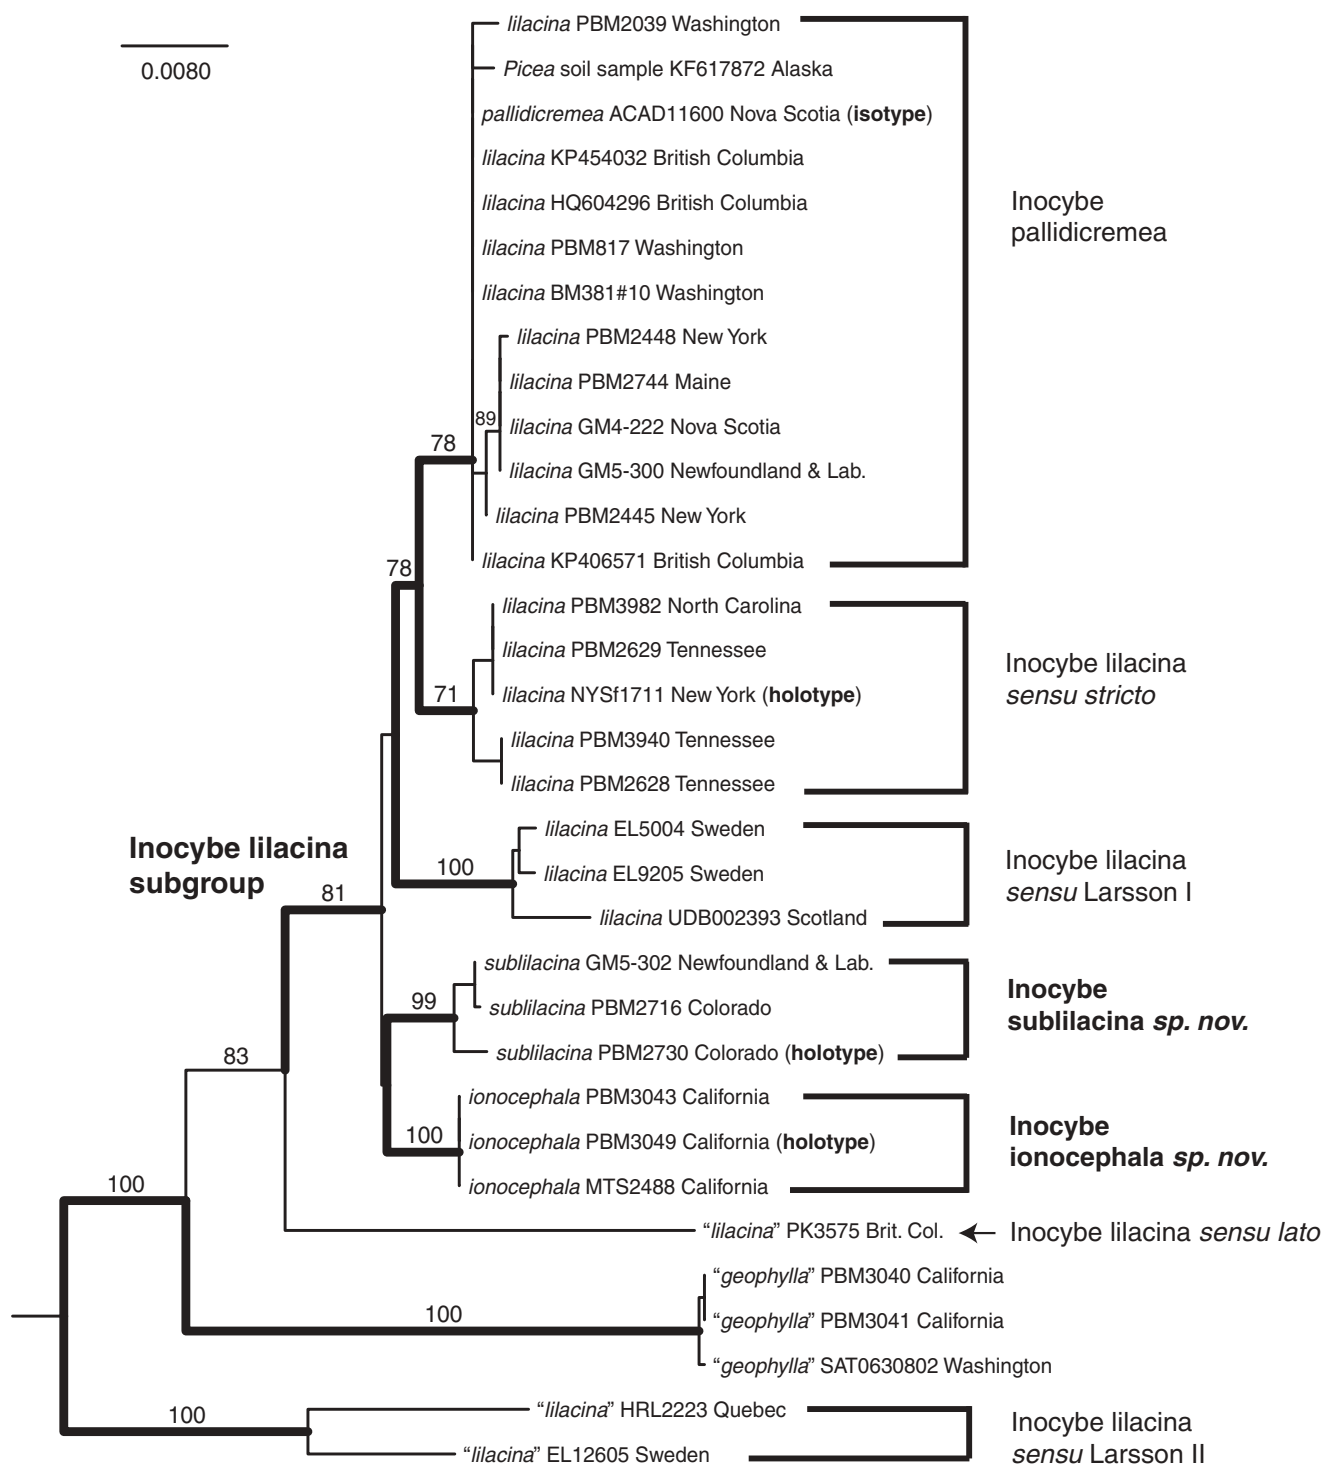 lilacina PBM2039 Washington
0.0080
Picea soil sample KF617872 Alaska
pallidicremea ACAD11600 Nova Scotia (isotype)
lilacina KP454032 British Columbia
lilacina HQ604296 British Columbia
Inocybe
pallidicremea
lilacina PBM817 Washington
lilacina BM381#10 Washington
lilacina PBM2448 New York
lilacina PBM2744 Maine
89
lilacina GM4-222 Nova Scotia
78
lilacina GM5-300 Newfoundland & Lab.
lilacina PBM2445 New York
lilacina KP406571 British Columbia
78
lilacina PBM3982 North Carolina
lilacina PBM2629 Tennessee
Inocybe lilacina
sensu stricto
71
lilacina NYSf1711 New York (holotype)
lilacina PBM3940 Tennessee
lilacina PBM2628 Tennessee
lilacina EL5004 Sweden
Inocybe lilacina
subgroup
100
lilacina EL9205 Sweden
Inocybe lilacina
sensu Larsson I
81
lilacina UDB002393 Scotland
sublilacina GM5-302 Newfoundland & Lab.
99
sublilacina PBM2716 Colorado
Inocybe
sublilacina sp. nov.
83
sublilacina PBM2730 Colorado (holotype)
ionocephala PBM3043 California
100
ionocephala PBM3049 California (holotype)
Inocybe
ionocephala sp. nov.
100
ionocephala MTS2488 California
“lilacina” PK3575 Brit. Col.
Inocybe lilacina sensu lato
“geophylla” PBM3040 California
100
“geophylla” PBM3041 California
“geophylla” SAT0630802 Washington
100
“lilacina” HRL2223 Quebec
“lilacina” EL12605 Sweden
Inocybe lilacina
sensu Larsson II